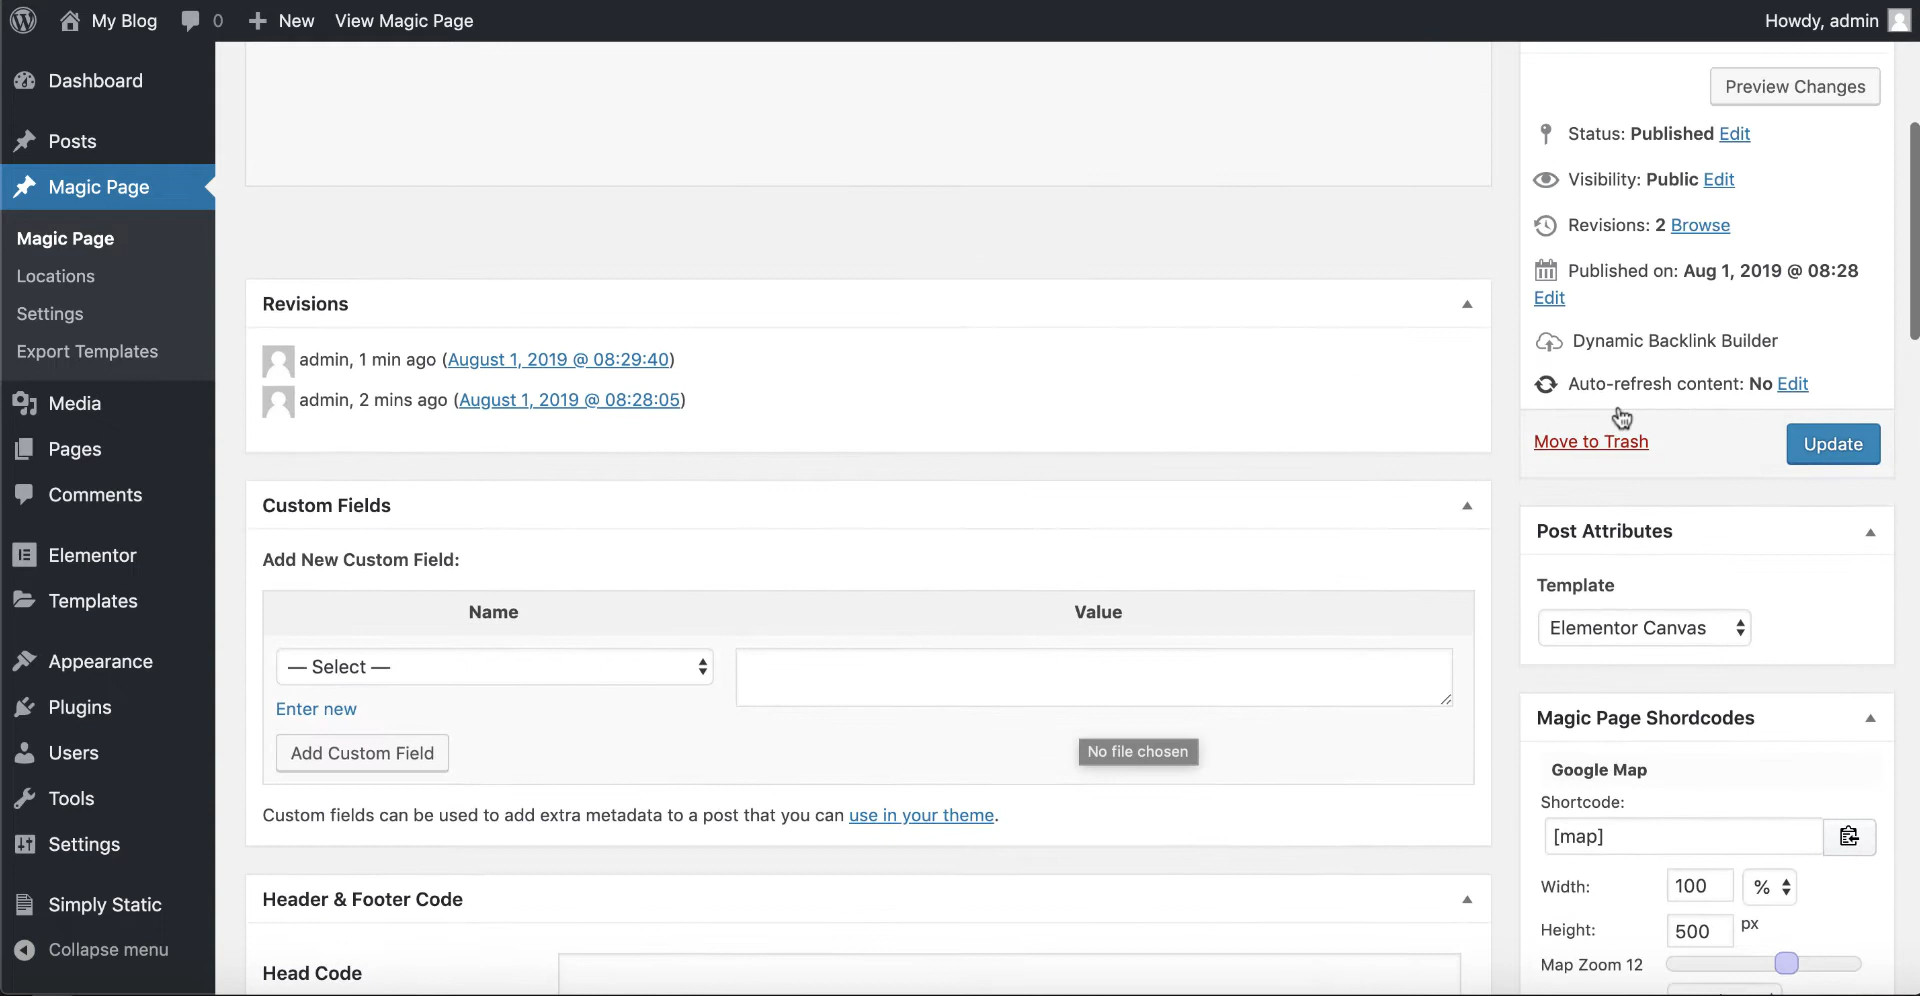 My Blog 0 New View Magic Page Howdy, admin
Dashboard
Posts
Magic Page
Magic Page
Locations
Settings
Export Templates
Media
Pages
Comments
Elementor
Templates
Appearance
Plugins
Users
Tools
Settings
Simply Static
Collapse menu
Revisions
admin, 1 min ago (August 1, 2019 @ 08:29:40)
admin, 2 mins ago (August 1, 2019 @ 08:28:05)
Custom Fields
Add New Custom Field:
Name Value
— Select —
Enter new
Add Custom Field
No file chosen
Custom fields can be used to add extra metadata to a post that you can use in your theme.
Header & Footer Code
Head Code
Preview Changes
Status: Published Edit
Visibility: Public Edit
Revisions: 2 Browse
Published on: Aug 1, 2019 @ 08:28
Edit
Dynamic Backlink Builder
Auto-refresh content: No Edit
Move to Trash Update
Post Attributes
Template
Elementor Canvas
Magic Page Shordcodes
Google Map
Shortcode:
[map]
Width: 100 %
Height: 500 px
Map Zoom 12